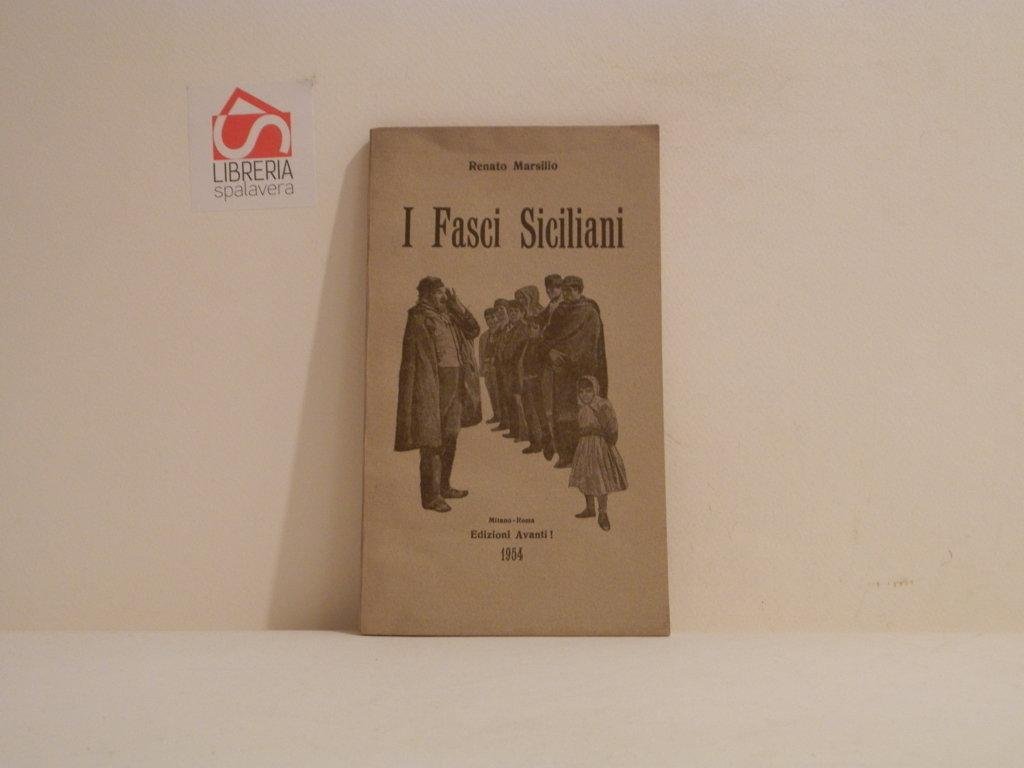 LIBRERIA
spalavera
Renato Marsilio
I Fasci Siciliani
Milano - Roma
Edizioni Avanti!
1954